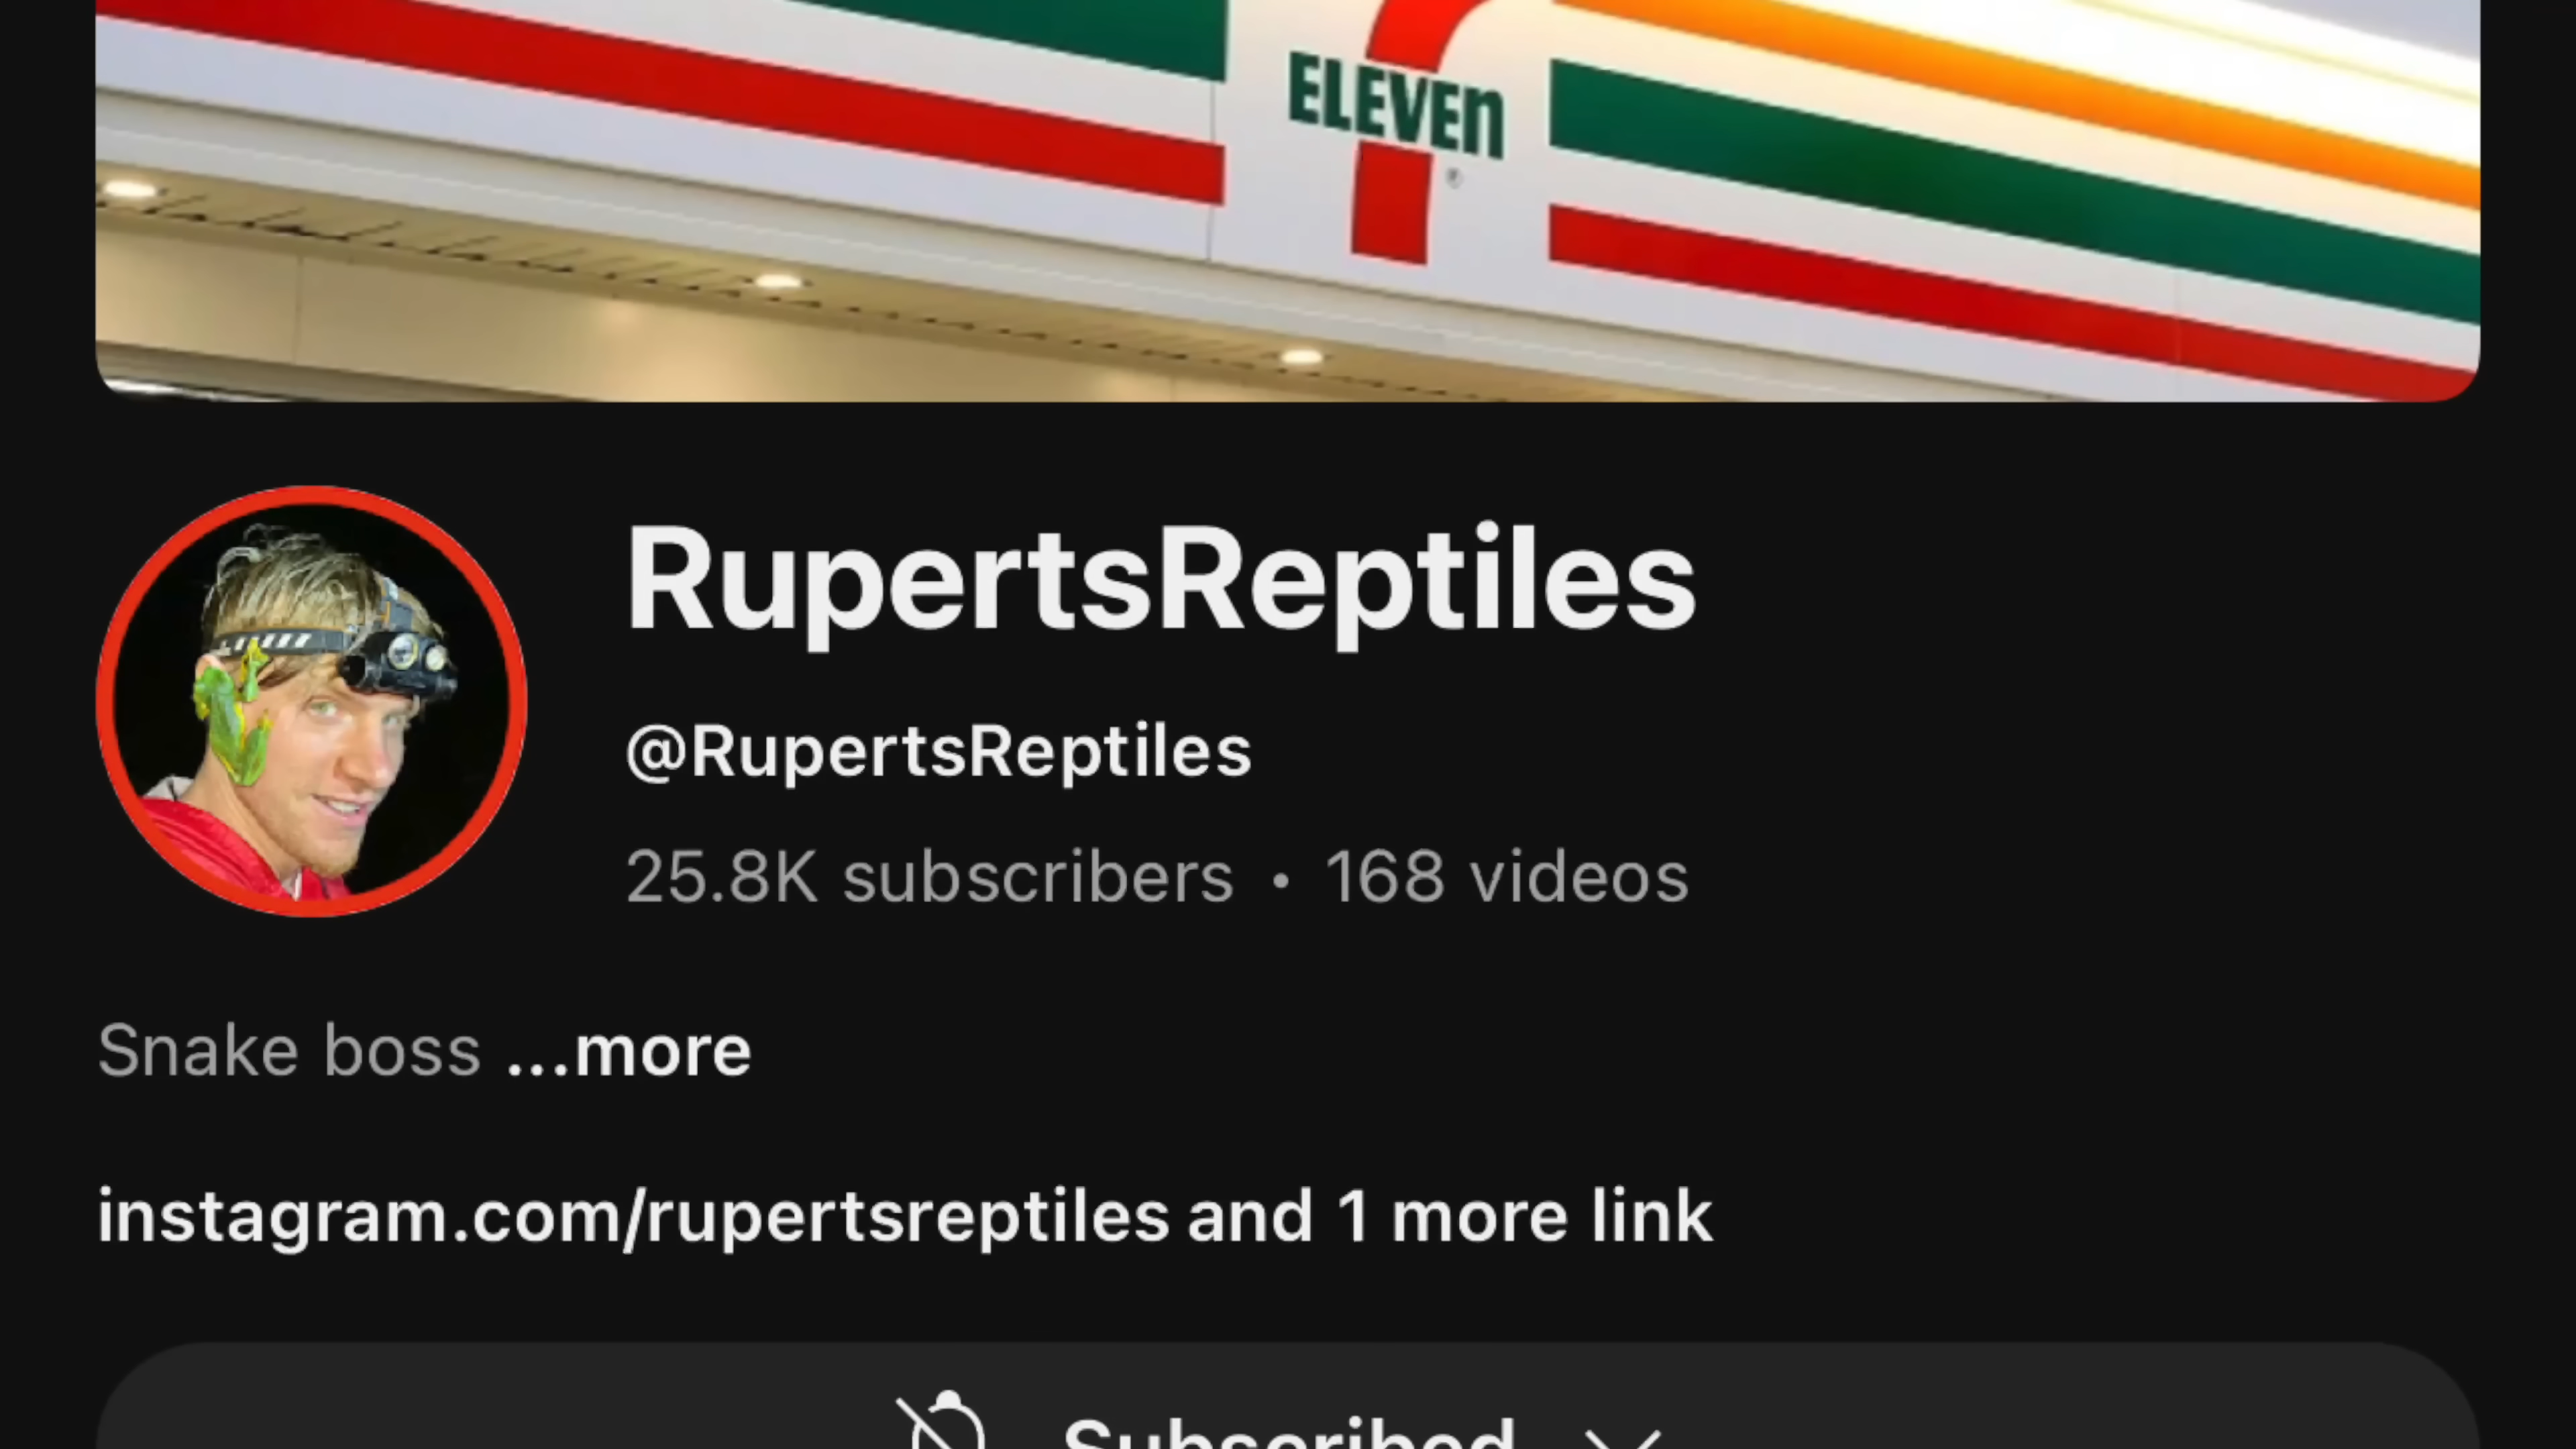 ELEVEn
RupertsReptiles
@RupertsReptiles
25.8K subscribers • 168 videos
Snake boss ...more
instagram.com/rupertsreptiles and 1 more link
Subscribed